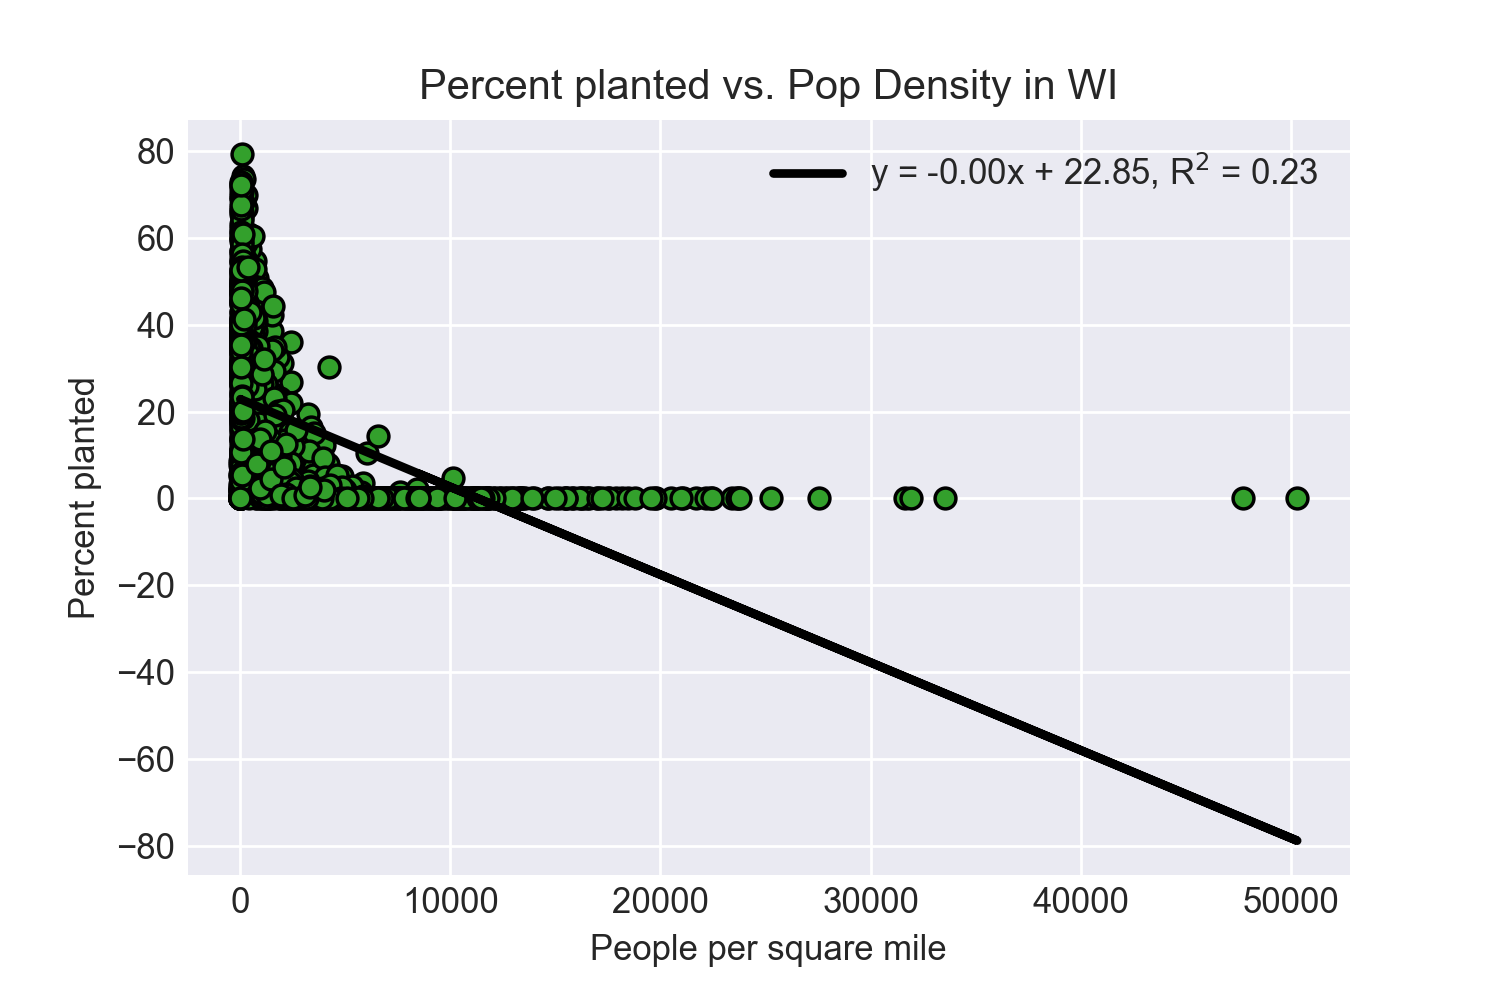 Percent planted vs. Pop Density in WI
y = -0.00x + 22.85, R² = 0.23
Percent planted
80
60
40
20
0
−20
−40
−60
−80
0 10000 20000 30000 40000 50000
People per square mile